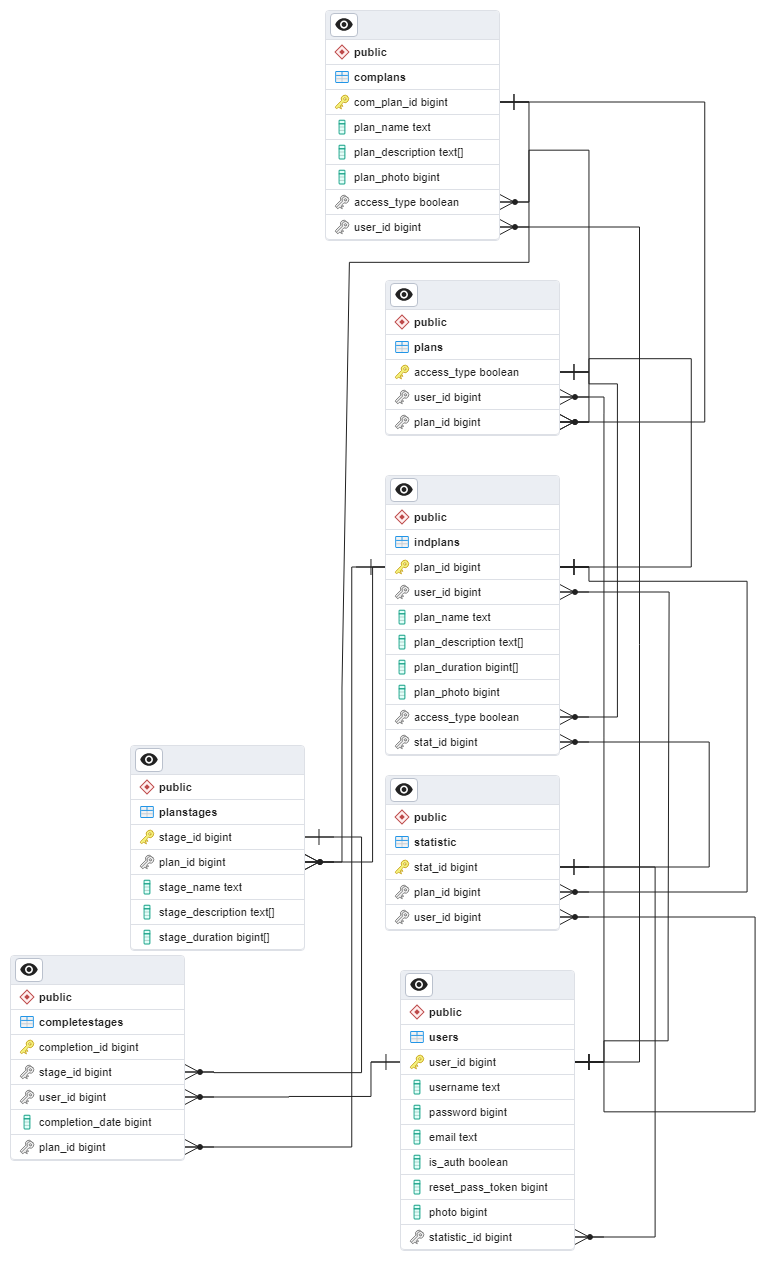 public
complans
com_plan_id bigint
plan_name text
plan_description text[]
plan_photo bigint
access_type boolean
user_id bigint
public
plans
access_type boolean
user_id bigint
plan_id bigint
public
indplans
plan_id bigint
user_id bigint
plan_name text
plan_description text[]
plan_duration bigint[]
plan_photo bigint
access_type boolean
stat_id bigint
public
planstages
stage_id bigint
plan_id bigint
stage_name text
stage_description text[]
stage_duration bigint[]
public
statistic
stat_id bigint
plan_id bigint
user_id bigint
public
completestages
completion_id bigint
stage_id bigint
user_id bigint
completion_date bigint
plan_id bigint
public
users
user_id bigint
username text
password bigint
email text
is_auth boolean
reset_pass_token bigint
photo bigint
statistic_id bigint